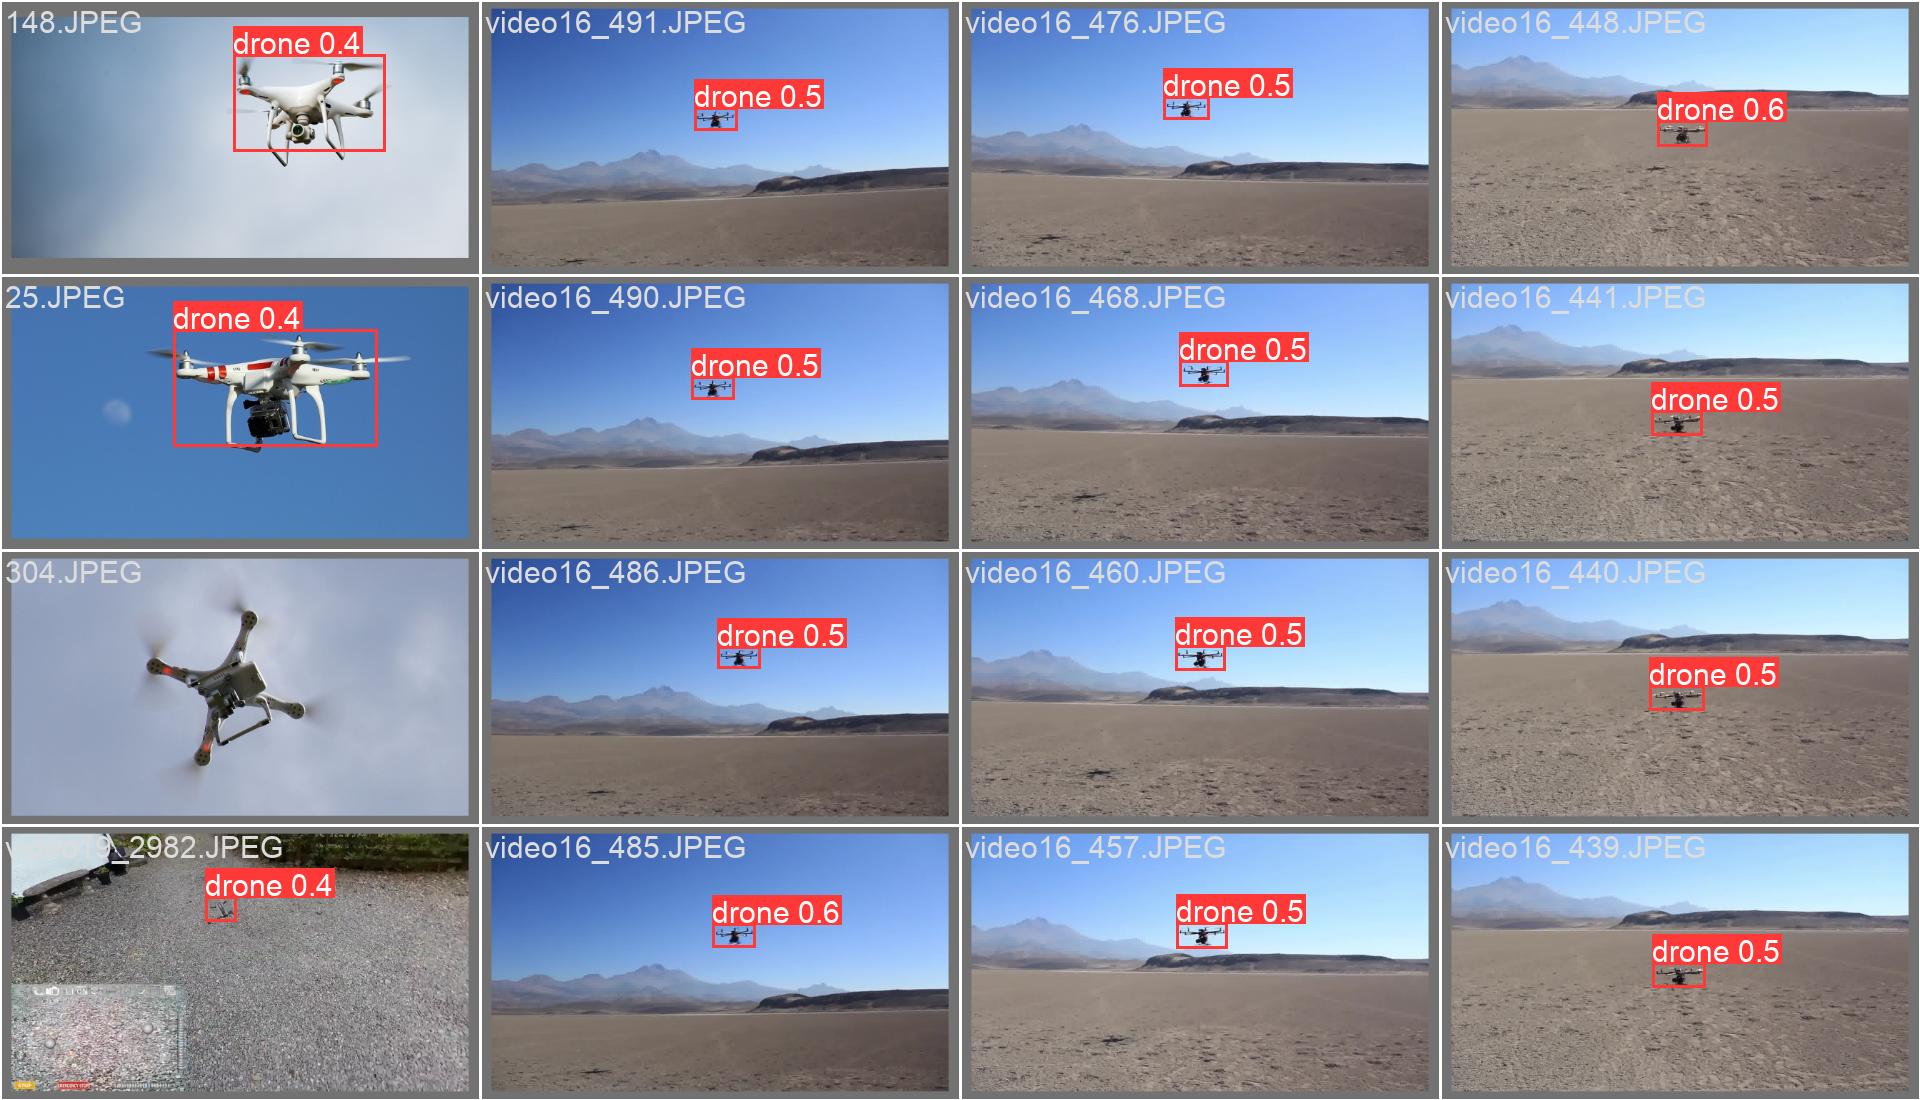 148.JPEG
drone 0.4
video16_491.JPEG
drone 0.5
video16_476.JPEG
drone 0.5
video16_448.JPEG
drone 0.6
25.JPEG
drone 0.4
video16_490.JPEG
drone 0.5
video16_468.JPEG
drone 0.5
video16_441.JPEG
drone 0.5
304.JPEG
video16_486.JPEG
drone 0.5
video16_460.JPEG
drone 0.5
video16_440.JPEG
drone 0.5
video19_2982.JPEG
drone 0.4
video16_485.JPEG
drone 0.6
video16_457.JPEG
drone 0.5
video16_439.JPEG
drone 0.5